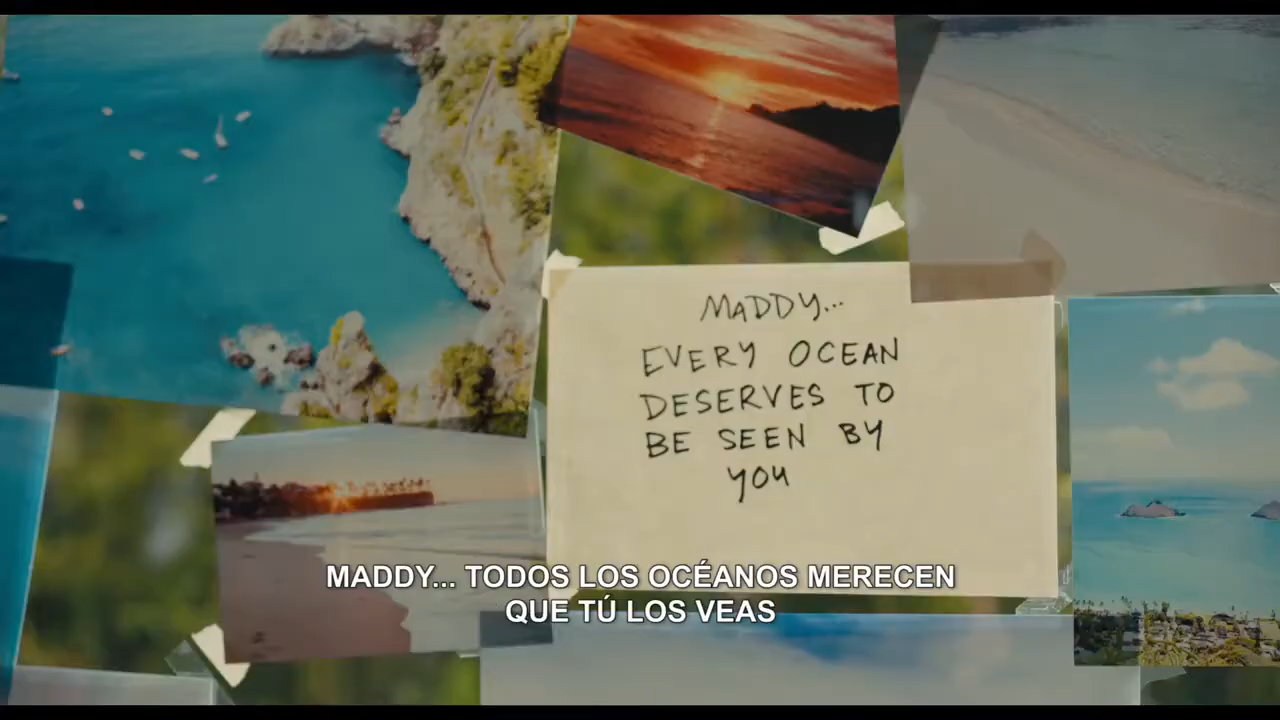 MADDY...
EVERY OCEAN
DESERVES TO
BE SEEN BY
YOU
MADDY... TODOS LOS OCÉANOS MERECEN
QUE TÚ LOS VEAS